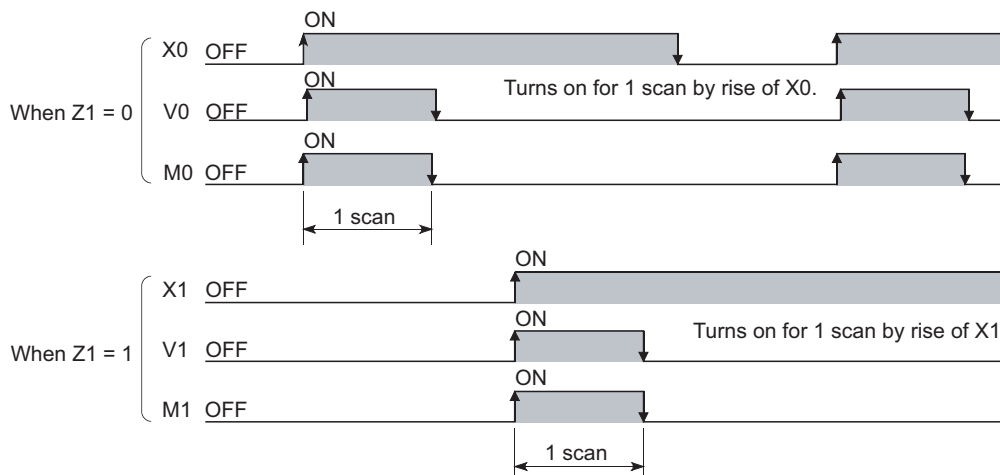 ON
X0 OFF
ON
Turns on for 1 scan by rise of X0.
When Z1 = 0
V0 OFF
M0 OFF
1 scan
ON
X1 OFF
ON
Turns on for 1 scan by rise of X1
When Z1 = 1
V1 OFF
ON
M1 OFF
1 scan